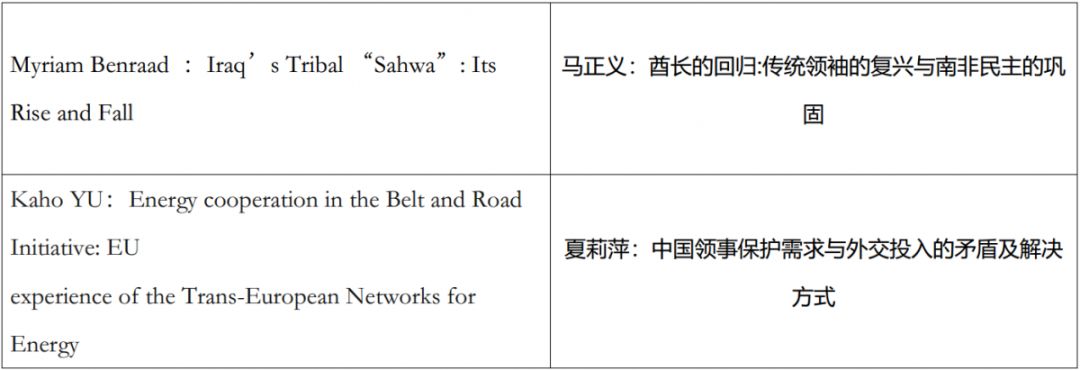 Myriam Benraad ：Iraq’s Tribal “Sahwa”: Its
Rise and Fall
马正义：酋长的回归:传统领袖的复兴与南非民主的巩
固
Kaho YU：Energy cooperation in the Belt and Road
Initiative: EU
experience of the Trans-European Networks for
Energy
夏莉萍：中国领事保护需求与外交投入的矛盾及解决
方式